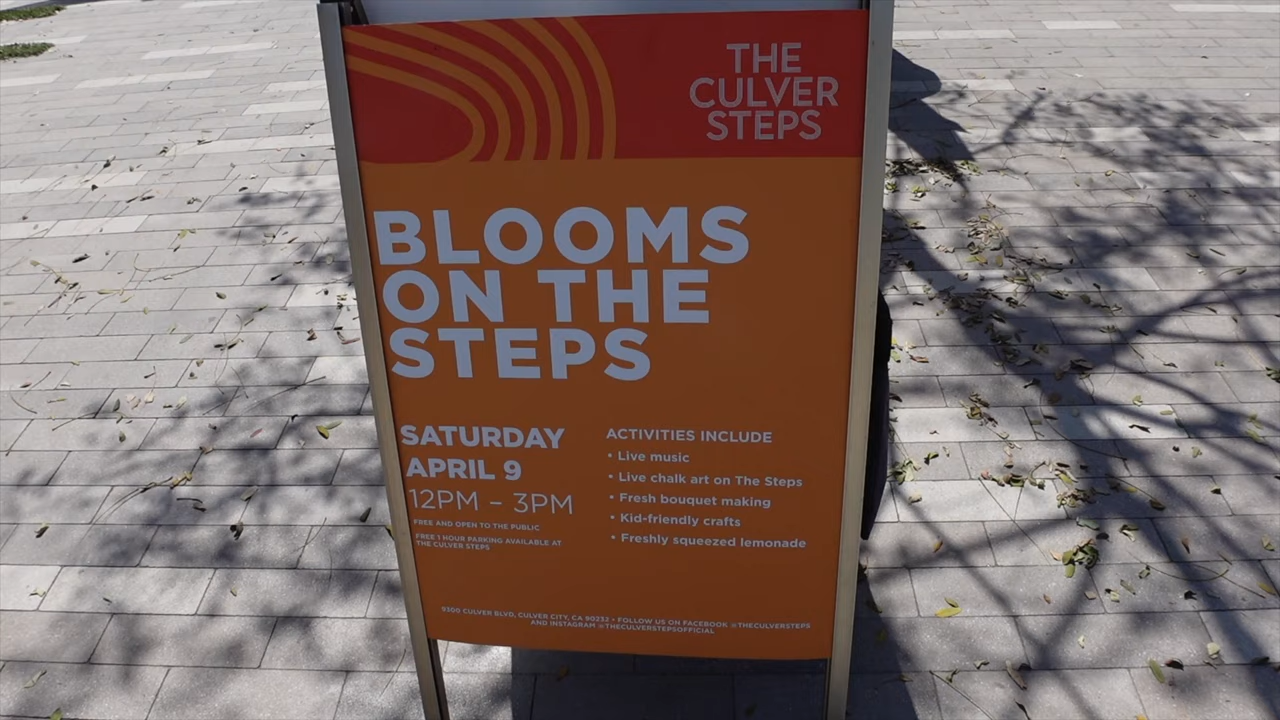 THE
CULVER
STEPS
BLOOMS
ON THE
STEPS
SATURDAY
APRIL 9
12PM – 3PM
FREE AND OPEN TO THE PUBLIC
FREE 1 HOUR PARKING AVAILABLE AT
THE CULVER STEPS
ACTIVITIES INCLUDE
• Live music
• Live chalk art on The Steps
• Fresh bouquet making
• Kid-friendly crafts
• Freshly squeezed lemonade
9300 CULVER BLVD, CULVER CITY, CA 90232 • FOLLOW US ON FACEBOOK @THECULVERSTEPS
AND INSTAGRAM @THECULVERSTEPSOFFICIAL